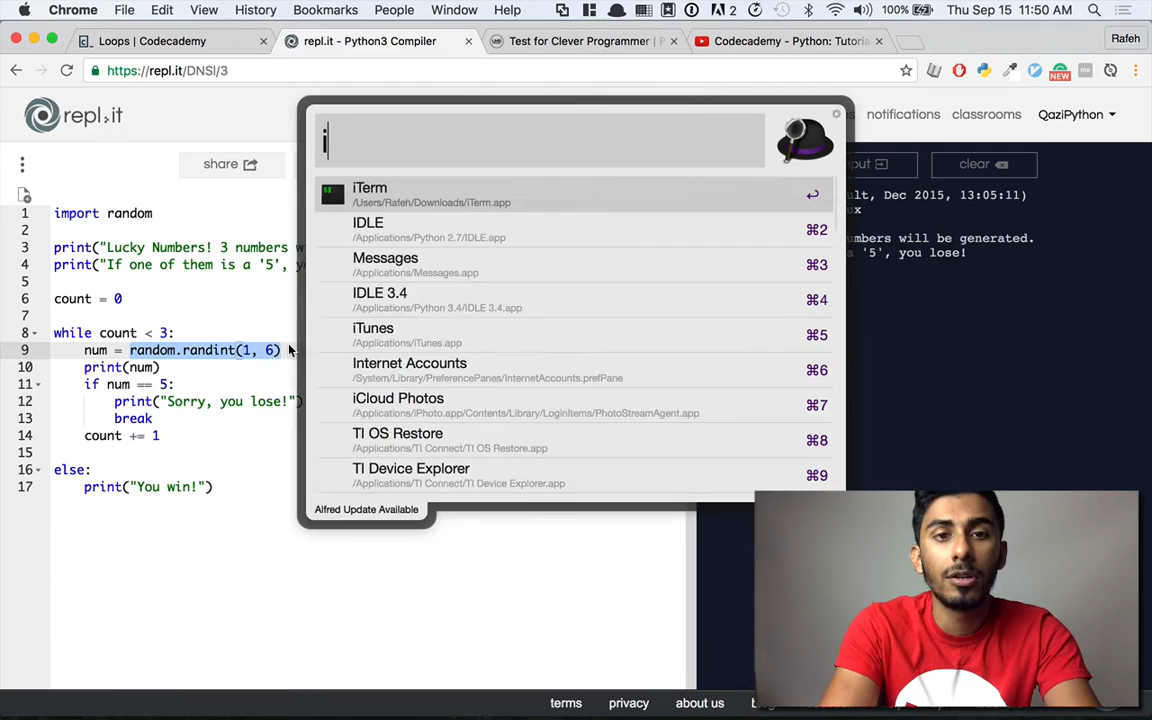 Chrome File Edit View History Bookmarks People Window Help 2 100% Thu Sep 15 11:50 AM
Loops | Codecademy
repl.it - Python3 Compiler
Test for Clever Programmer | P
Codecademy - Python: Tutoria
Rafeh
https://repl.it/DNSI/3
NEW
repl.it
notifications classrooms QaziPython
share
put
clear
i
iTerm
/Users/Rafeh/Downloads/iTerm.app
IDLE
/Applications/Python 2.7/IDLE.app
⌘2
Messages
/Applications/Messages.app
⌘3
IDLE 3.4
/Applications/Python 3.4/IDLE 3.4.app
⌘4
iTunes
/Applications/iTunes.app
⌘5
Internet Accounts
/System/Library/PreferencePanes/InternetAccounts.prefPane
⌘6
iCloud Photos
/Applications/iPhoto.app/Contents/Library/LoginItems/PhotoStreamAgent.app
⌘7
TI OS Restore
/Applications/TI Connect/TI OS Restore.app
⌘8
TI Device Explorer
/Applications/TI Connect/TI Device Explorer.app
⌘9
Alfred Update Available
1 import random
2
3 print("Lucky Numbers! 3 numbers w
4 print("If one of them is a '5', yo
5
6 count = 0
7
8 while count < 3:
9 num = random.randint(1, 6)
10 print(num)
11 if num == 5:
12 print("Sorry, you lose!")
13 break
14 count += 1
15
16 else:
17 print("You win!")
ult, Dec 2015, 13:05:11)
ux
umbers will be generated.
a '5', you lose!
terms privacy about us